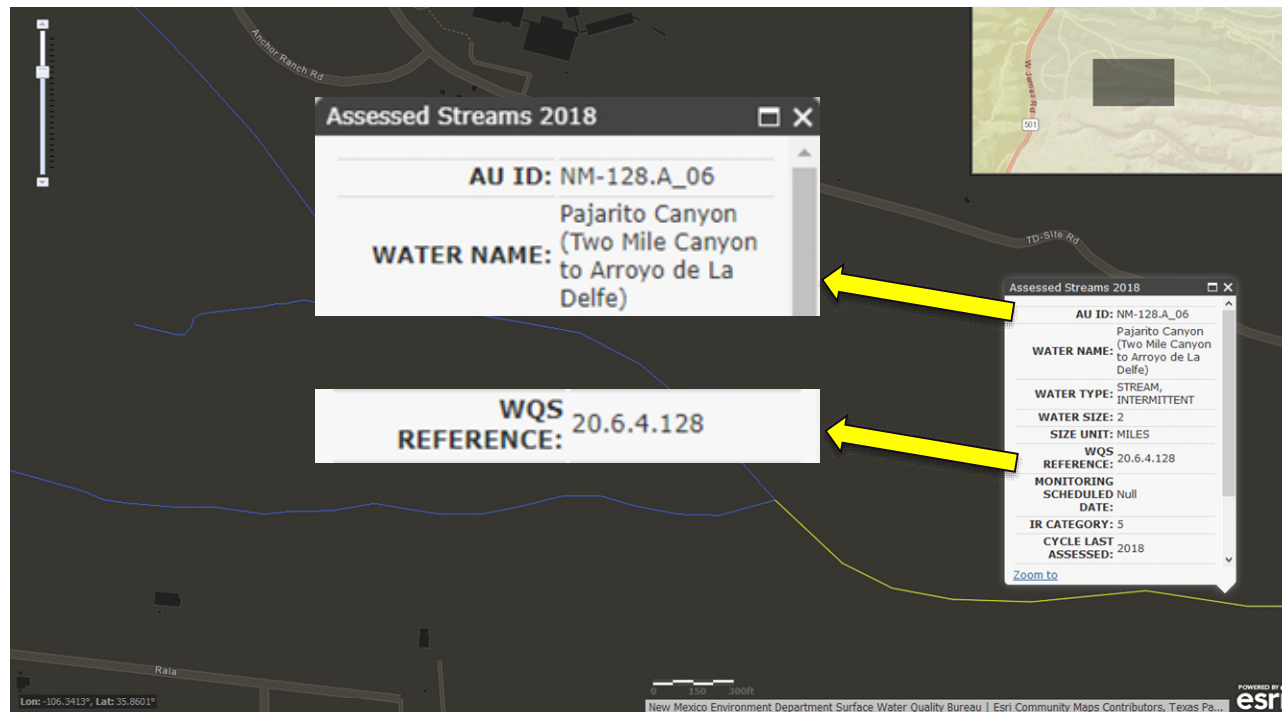 Anchor Ranch Rd
W Jemez Rd
501
Assessed Streams 2018
AU ID: NM-128.A_06
WATER NAME: Pajarito Canyon
(Two Mile Canyon
to Arroyo de La
Delfe)
WQS
REFERENCE: 20.6.4.128
TD-Site Rd
Assessed Streams 2018
AU ID: NM-128.A_06
WATER NAME: Pajarito Canyon
(Two Mile Canyon
to Arroyo de La
Delfe)
WATER TYPE: STREAM,
INTERMITTENT
WATER SIZE: 2
SIZE UNIT: MILES
WQS
REFERENCE: 20.6.4.128
MONITORING
SCHEDULED Null
DATE:
IR CATEGORY: 5
CYCLE LAST
ASSESSED: 2018
Zoom to
Rala
Lon: -106.3413°, Lat: 35.8601°
0 150 300ft
New Mexico Environment Department Surface Water Quality Bureau | Esri Community Maps Contributors, Texas Pa...
POWERED BY
esri